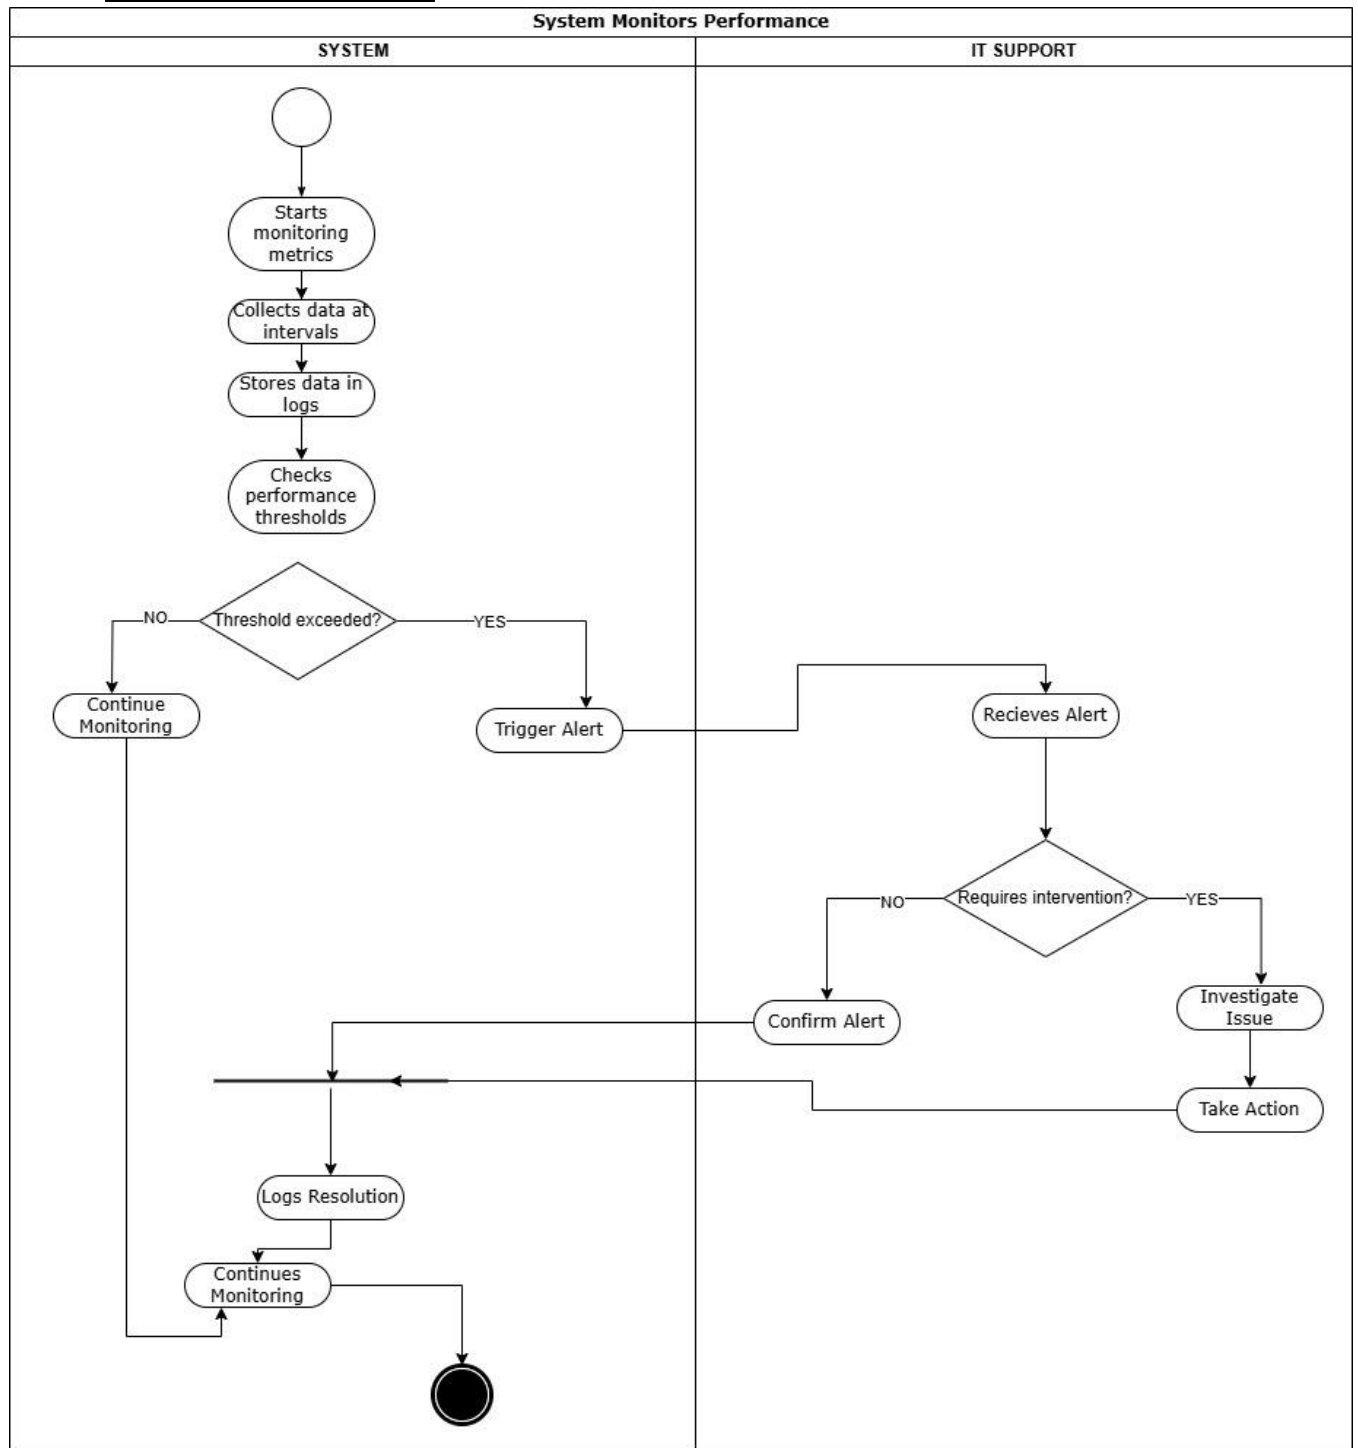 System Monitors Performance
SYSTEM
IT SUPPORT
Starts
monitoring
metrics
Collects data at
intervals
Stores data in
logs
Checks
performance
thresholds
Threshold exceeded?
NO
YES
Continue
Monitoring
Trigger Alert
Recieves Alert
Requires intervention?
NO
YES
Investigate
Issue
Confirm Alert
Take Action
Logs Resolution
Continues
Monitoring